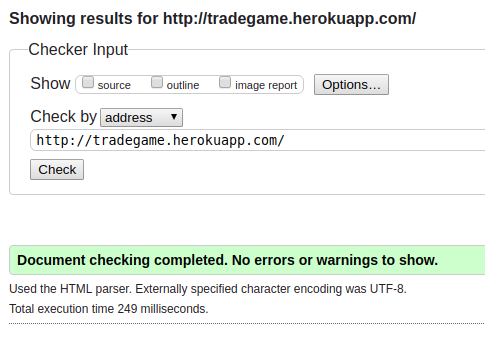 Showing results for http://tradegame.herokuapp.com/
Checker Input
Show source outline image report Options...
Check by address
http://tradegame.herokuapp.com/
Check
Document checking completed. No errors or warnings to show.
Used the HTML parser. Externally specified character encoding was UTF-8.
Total execution time 249 milliseconds.